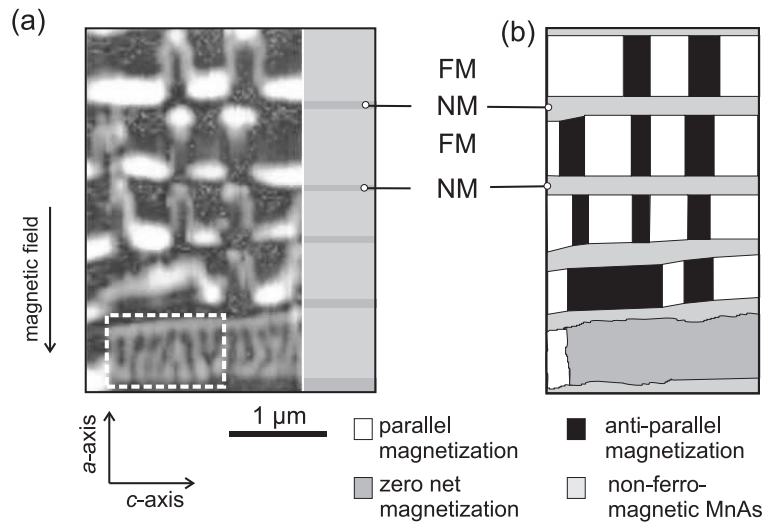 (a)
(b)
FM
NM
FM
NM
magnetic field
a-axis
c-axis
1 μm
parallel
magnetization
anti-parallel
magnetization
zero net
magnetization
non-ferro-
magnetic MnAs